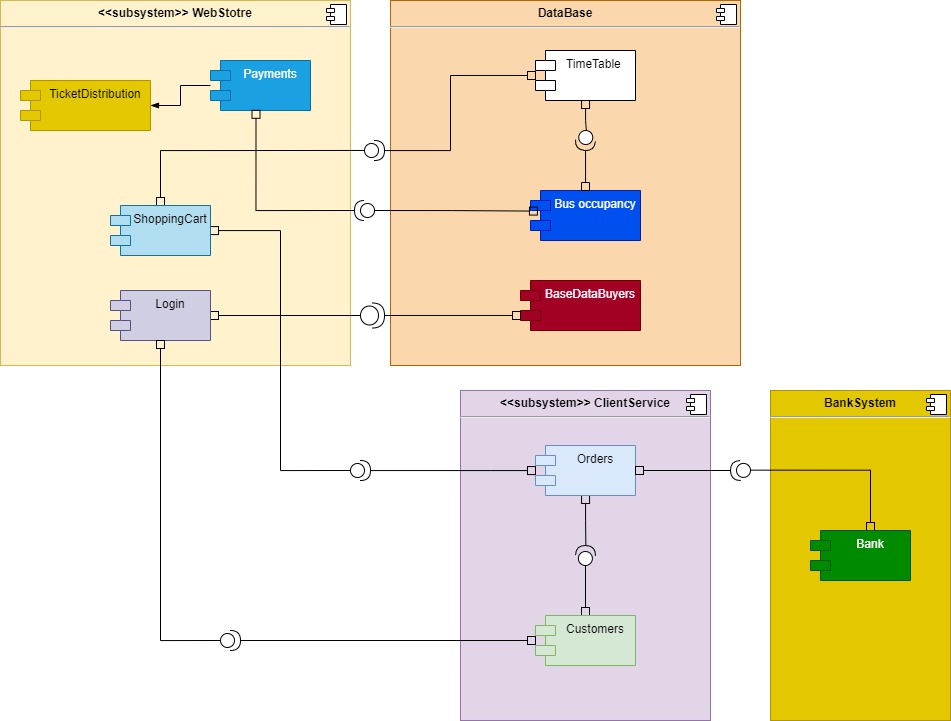 <<subsystem>> WebStotre
DataBase
TimeTable
Payments
TicketDistribution
Bus occupancy
ShoppingCart
BaseDataBuyers
Login
<<subsystem>> ClientService
BankSystem
Orders
Bank
Customers